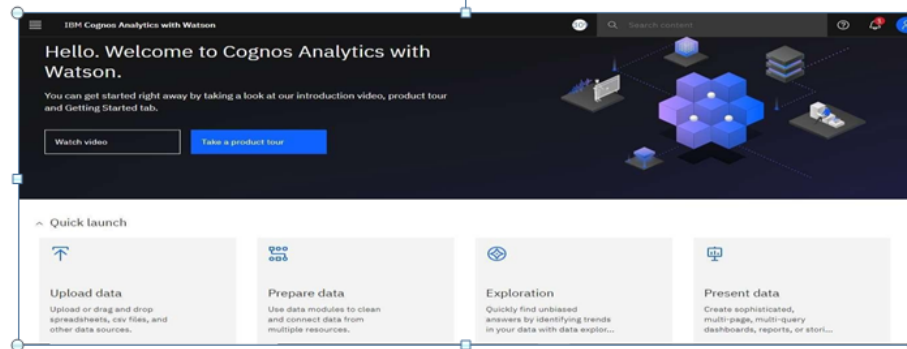 IBM Cognos Analytics with Watson
Search content
Hello. Welcome to Cognos Analytics with
Watson.
You can get started right away by taking a look at our introduction video, product tour
and Getting Started tab.
Watch video
Take a product tour
Quick launch
Upload data
Upload or drag and drop
spreadsheets, csv files, and
other data sources.
Prepare data
Use data modules to clean
and connect data from
multiple resources.
Exploration
Quickly find unbiased
answers by identifying trends
in your data with data explor...
Present data
Create sophisticated,
multi-page, multi-query
dashboards, reports, or stori...